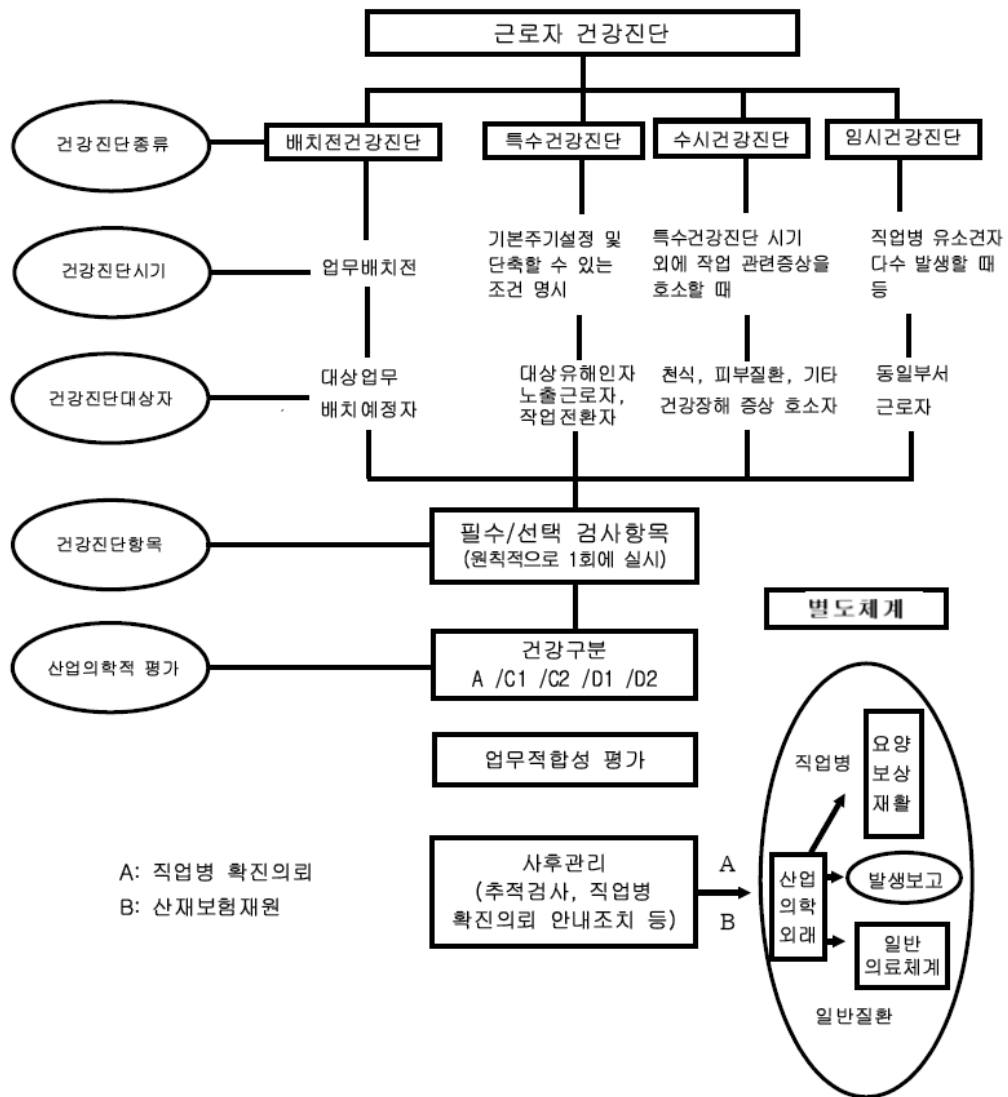 근로자 건강진단
건강진단종류
배치전건강진단
특수건강진단
수시건강진단
임시건강진단
건강진단시기
업무배치전
기본주기설정 및
단축할 수 있는
조건 명시
특수건강진단 시기
외에 작업 관련증상을
호소할 때
직업병 유소견자
다수 발생할 때
등
건강진단대상자
대상업무
배치예정자
대상유해인자
노출근로자,
작업전환자
천식, 피부질환, 기타
건강장해 증상 호소자
동일부서
근로자
건강진단항목
필수/선택 검사항목
(원칙적으로 1회에 실시)
별도체계
산업의학적 평가
건강구분
A /C1 /C2 /D1 /D2
업무적합성 평가
직업병
요양
보상
재활
A: 직업병 확진의뢰
B: 산재보험재원
사후관리
(추적검사, 직업병
확진의뢰 안내조치 등)
A
B
산업
의학
외래
발생보고
일반
의료체계
일반질환